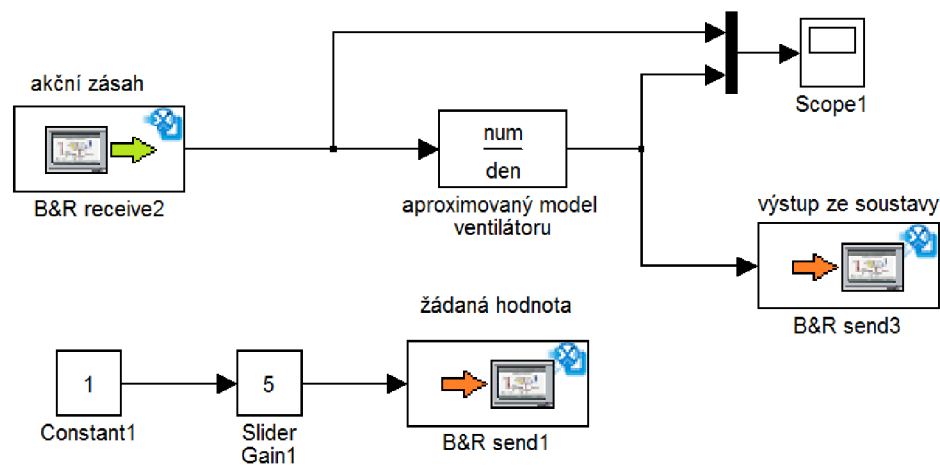 akční zásah
B&R receive2
num
den
aproximovaný model
ventilátoru
Scope1
výstup ze soustavy
B&R send3
žádaná hodnota
1
Constant1
5
Slider
Gain1
B&R send1